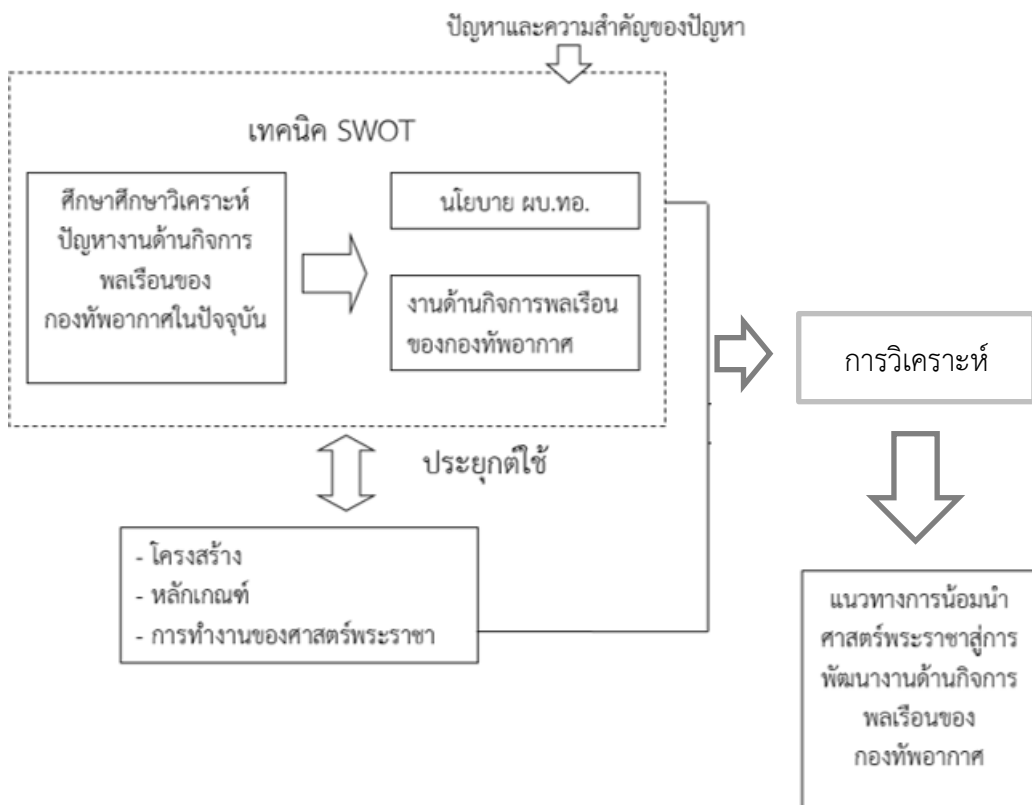 ปัญหาและความสำคัญของปัญหา
เทคนิค SWOT
ศึกษาศึกษาวิเคราะห์
ปัญหางานด้านกิจการ
พลเรือนของ
กองทัพอากาศในปัจจุบัน
นโยบาย ผบ.ทอ.
งานด้านกิจการพลเรือน
ของกองทัพอากาศ
การวิเคราะห์
ประยุกต์ใช้
- โครงสร้าง
- หลักเกณฑ์
- การทำงานของศาสตร์พระราชา
แนวทางการน้อมนำ
ศาสตร์พระราชาสู่การ
พัฒนางานด้านกิจการ
พลเรือนของ
กองทัพอากาศ